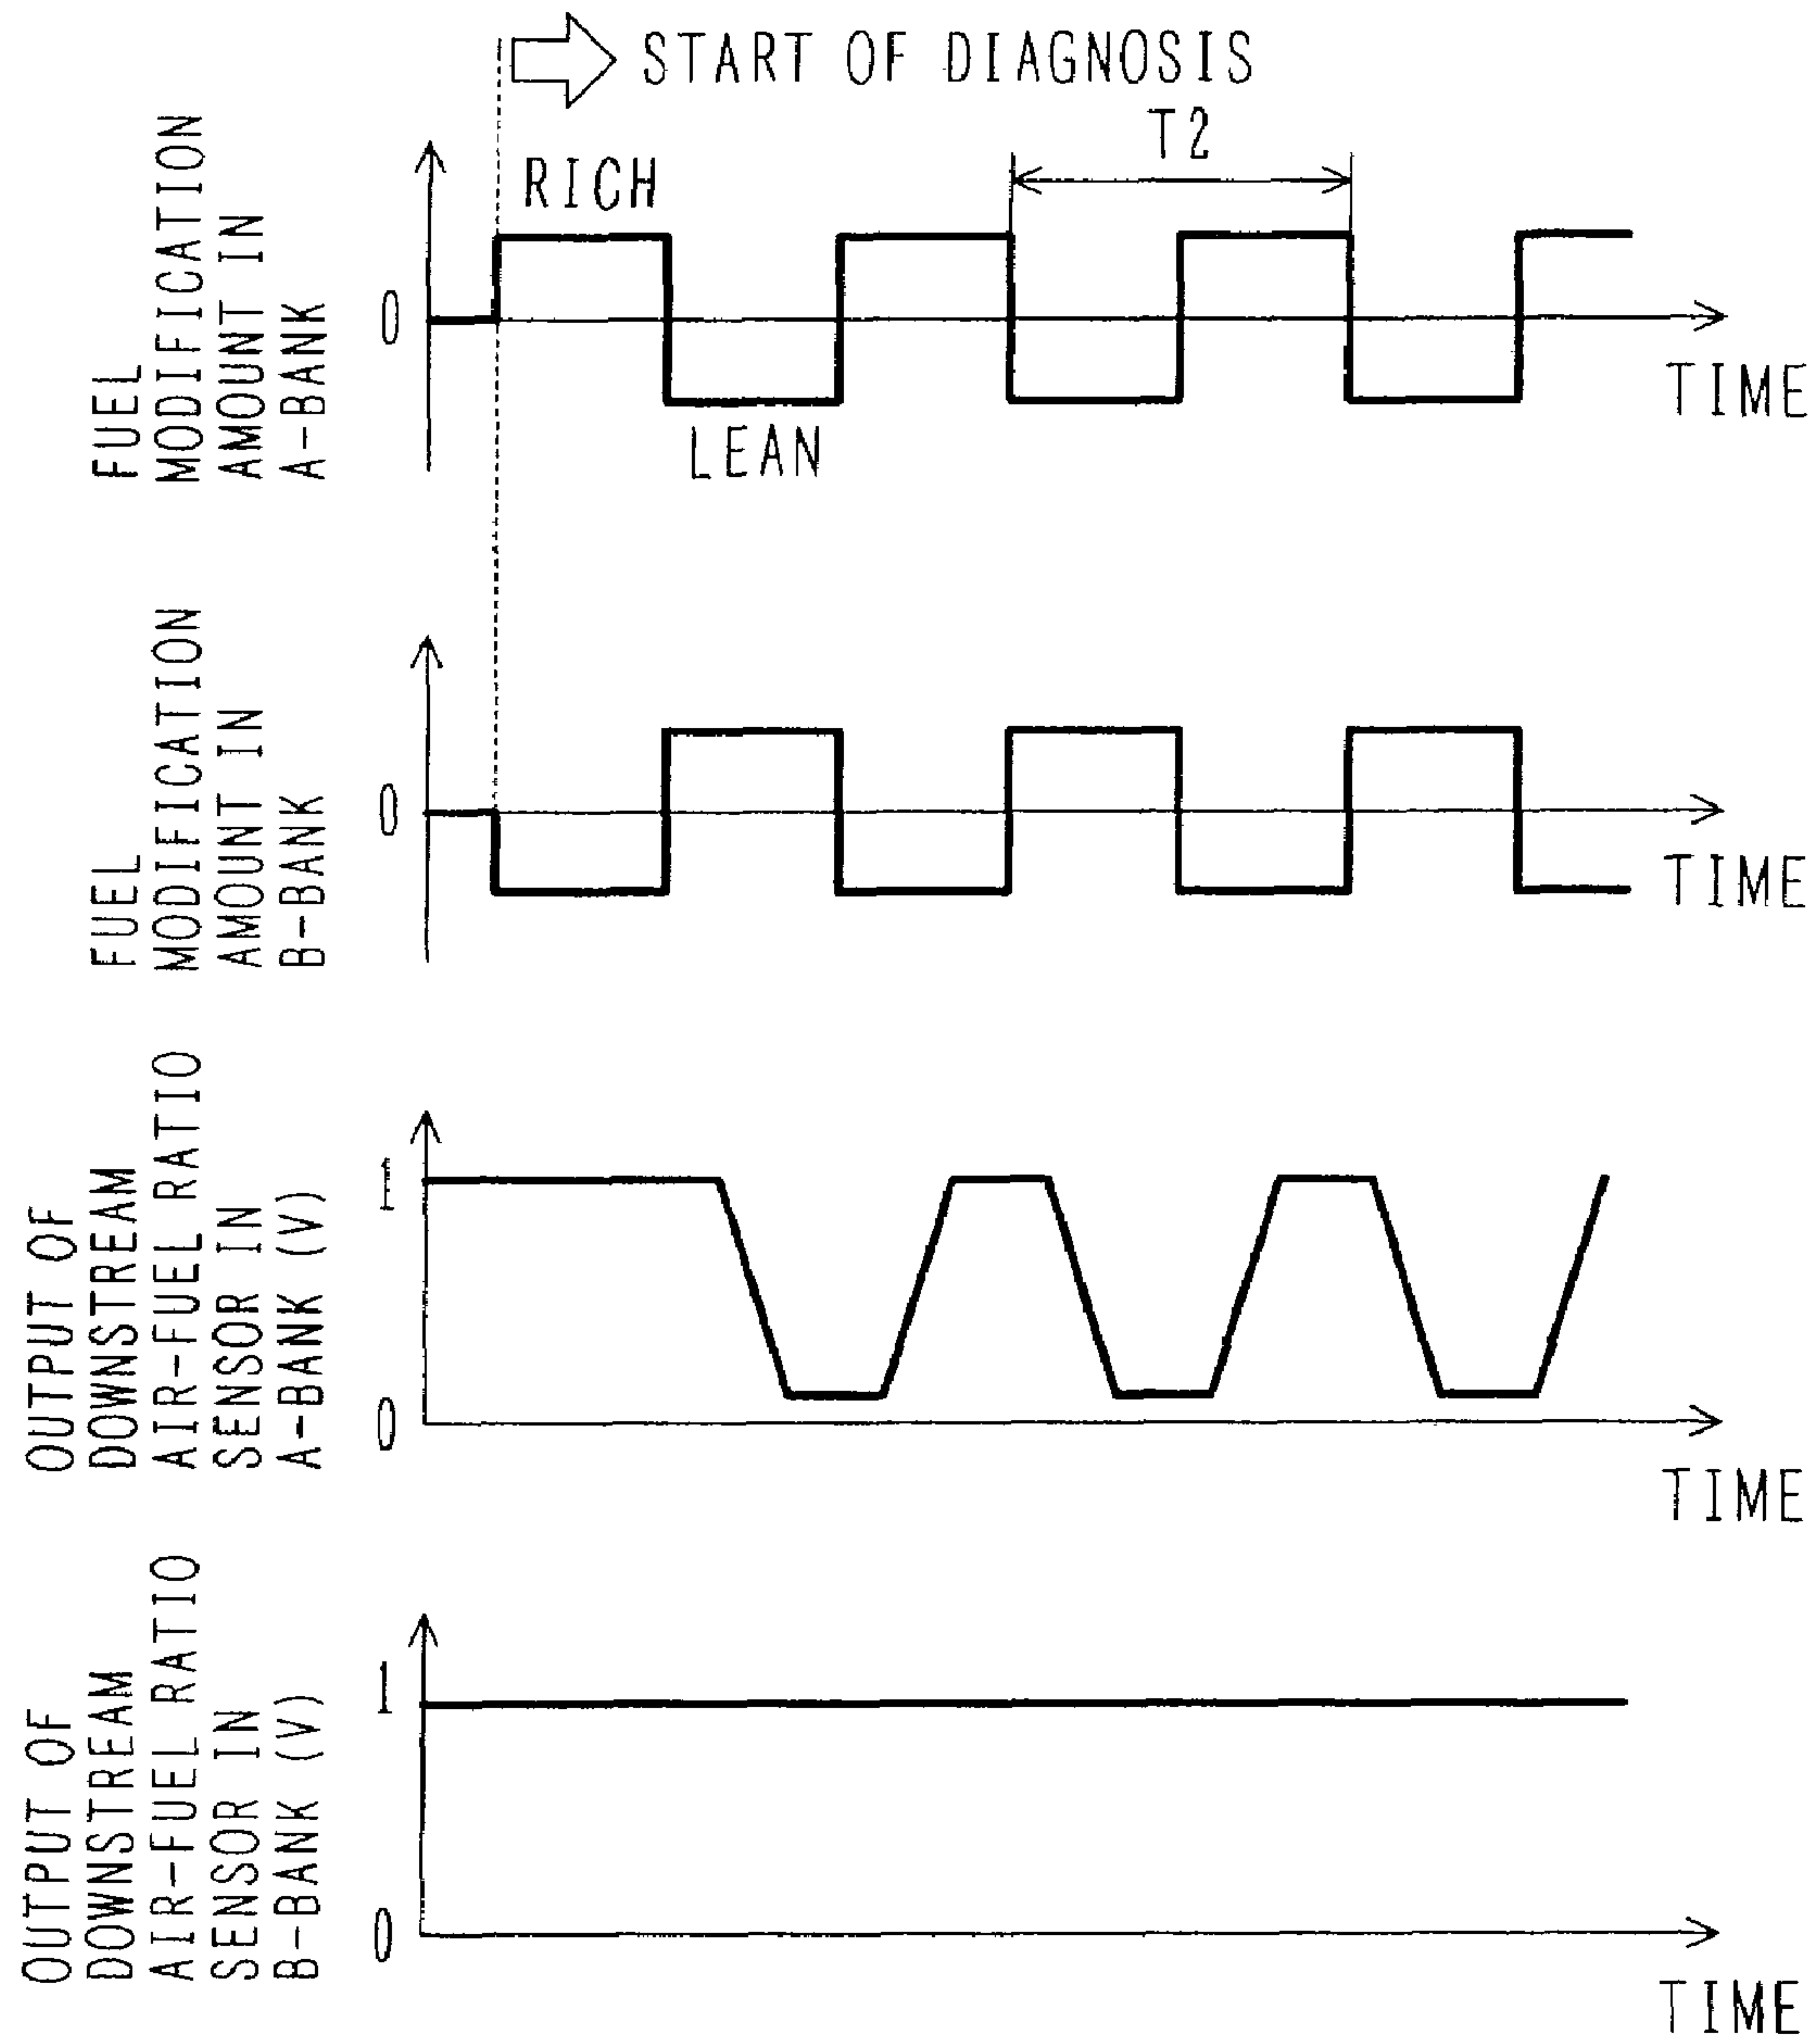 START OF DIAGNOSIS
T2
RICH
FUEL
MODIFICATION
AMOUNT IN
A-BANK
0
TIME
LEAN
FUEL
MODIFICATION
AMOUNT IN
B-BANK
0
TIME
OUTPUT OF
DOWNSTREAM
AIR-FUEL RATIO
SENSOR IN
A-BANK (V)
1
0
TIME
OUTPUT OF
DOWNSTREAM
AIR-FUEL RATIO
SENSOR IN
B-BANK (V)
1
0
TIME